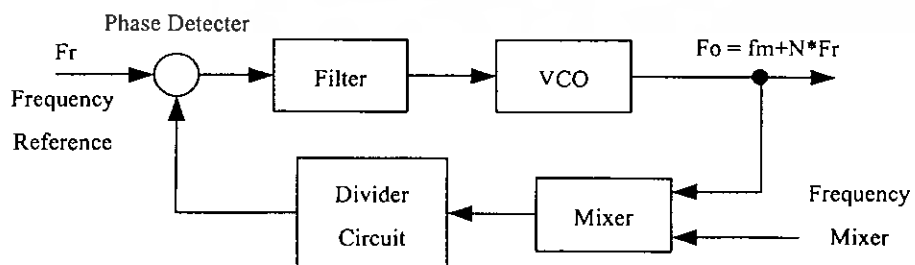 Phase Detecter
Fr
Frequency
Reference
Filter
VCO
Fo = fm+N*Fr
Divider
Circuit
Mixer
Frequency
Mixer